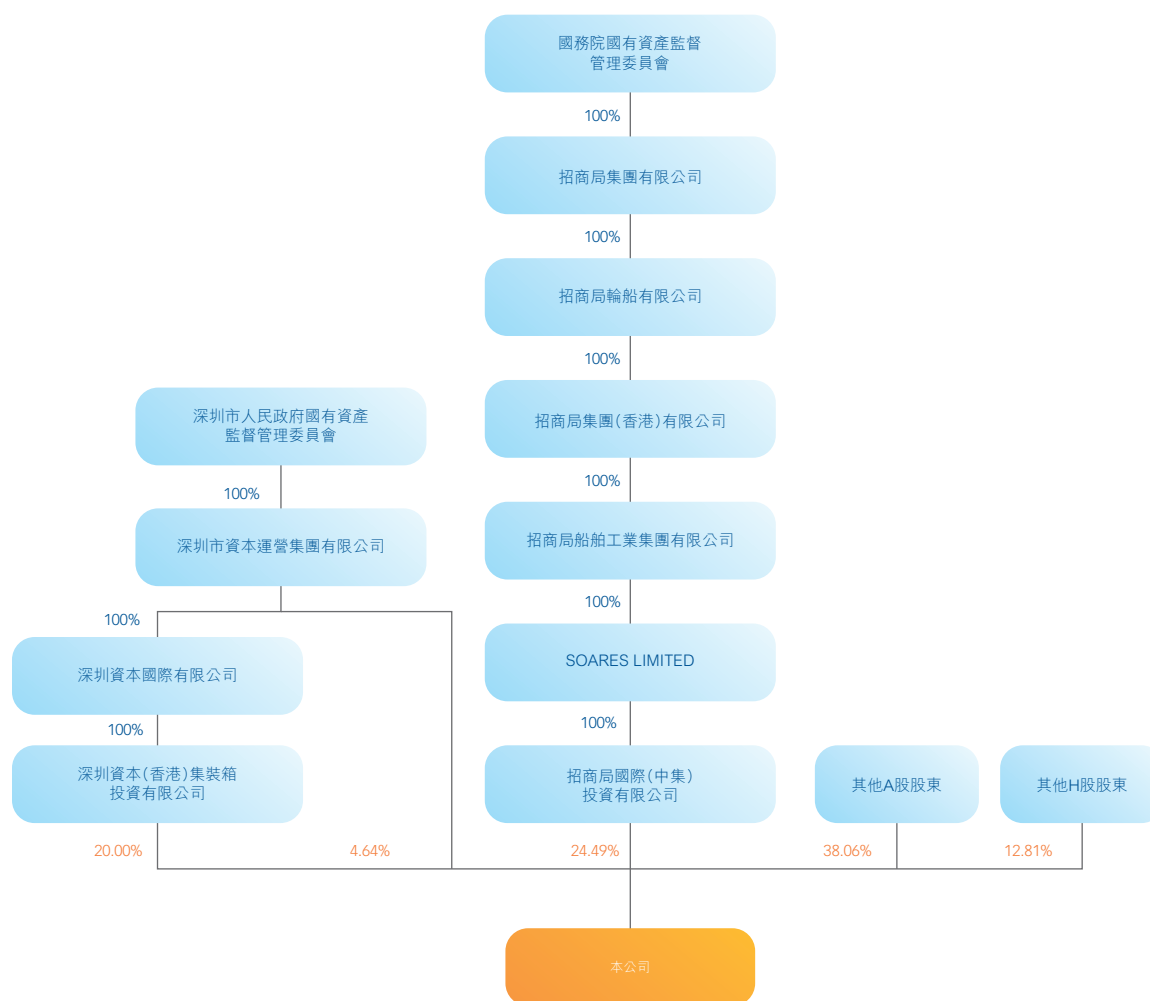 國務院國有資產監督
管理委員會
100%
招商局集團有限公司
100%
招商局輪船有限公司
100%
招商局集團(香港)有限公司
100%
招商局船舶工業集團有限公司
100%
SOARES LIMITED
100%
招商局國際(中集)
投資有限公司
深圳市人民政府國有資產
監督管理委員會
100%
深圳市資本運營集團有限公司
100%
深圳資本國際有限公司
100%
深圳資本(香港)集裝箱
投資有限公司
其他A股股東
其他H股股東
20.00%
4.64%
24.49%
38.06%
12.81%
本公司